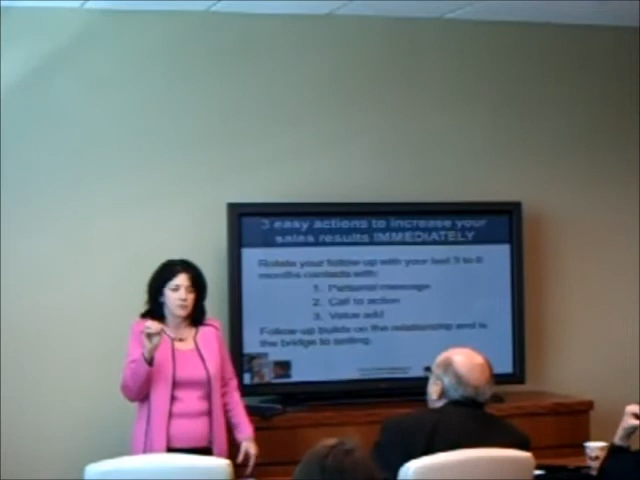 3 easy actions to increase your
sales results IMMEDIATELY
Rotate your follow-up with your last 3 to 6
months contacts with:
1. Personal message
2. Call to action
3. Value add
Follow-up builds on the relationship and is
the bridge to selling.